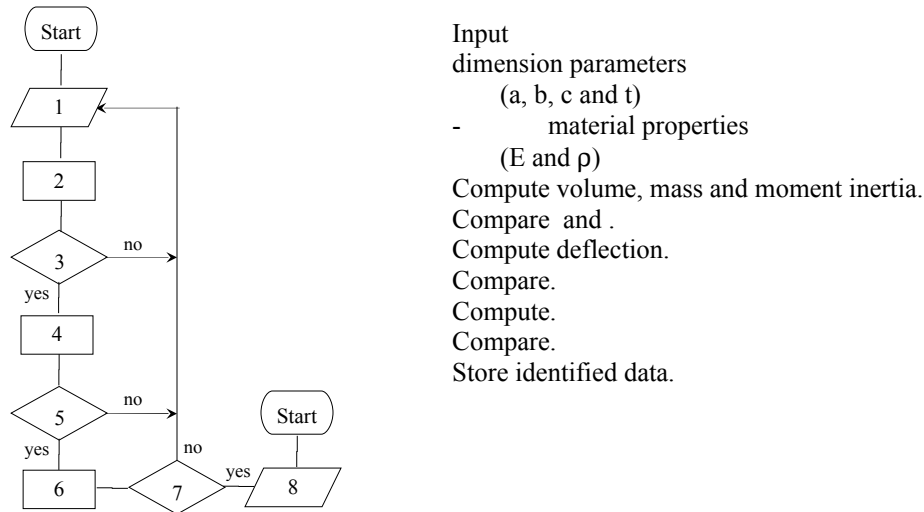 Start
1
2
3
no
yes
4
5
no
yes
6
7
no
yes
8
Start
Input
dimension parameters
(a, b, c and t)
- material properties
(E and ρ)
Compute volume, mass and moment inertia.
Compare and .
Compute deflection.
Compare.
Compute.
Compare.
Store identified data.